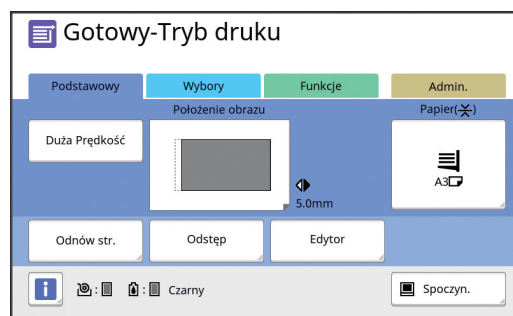 Gotowy-Tryb druku
Podstawowy Wybory Funkcje Admin.
Położenie obrazu Papier( )
Duża Prędkość
A3
5.0mm
Odnów str. Odstęp Edytor
i : : Czarny Spoczyn.